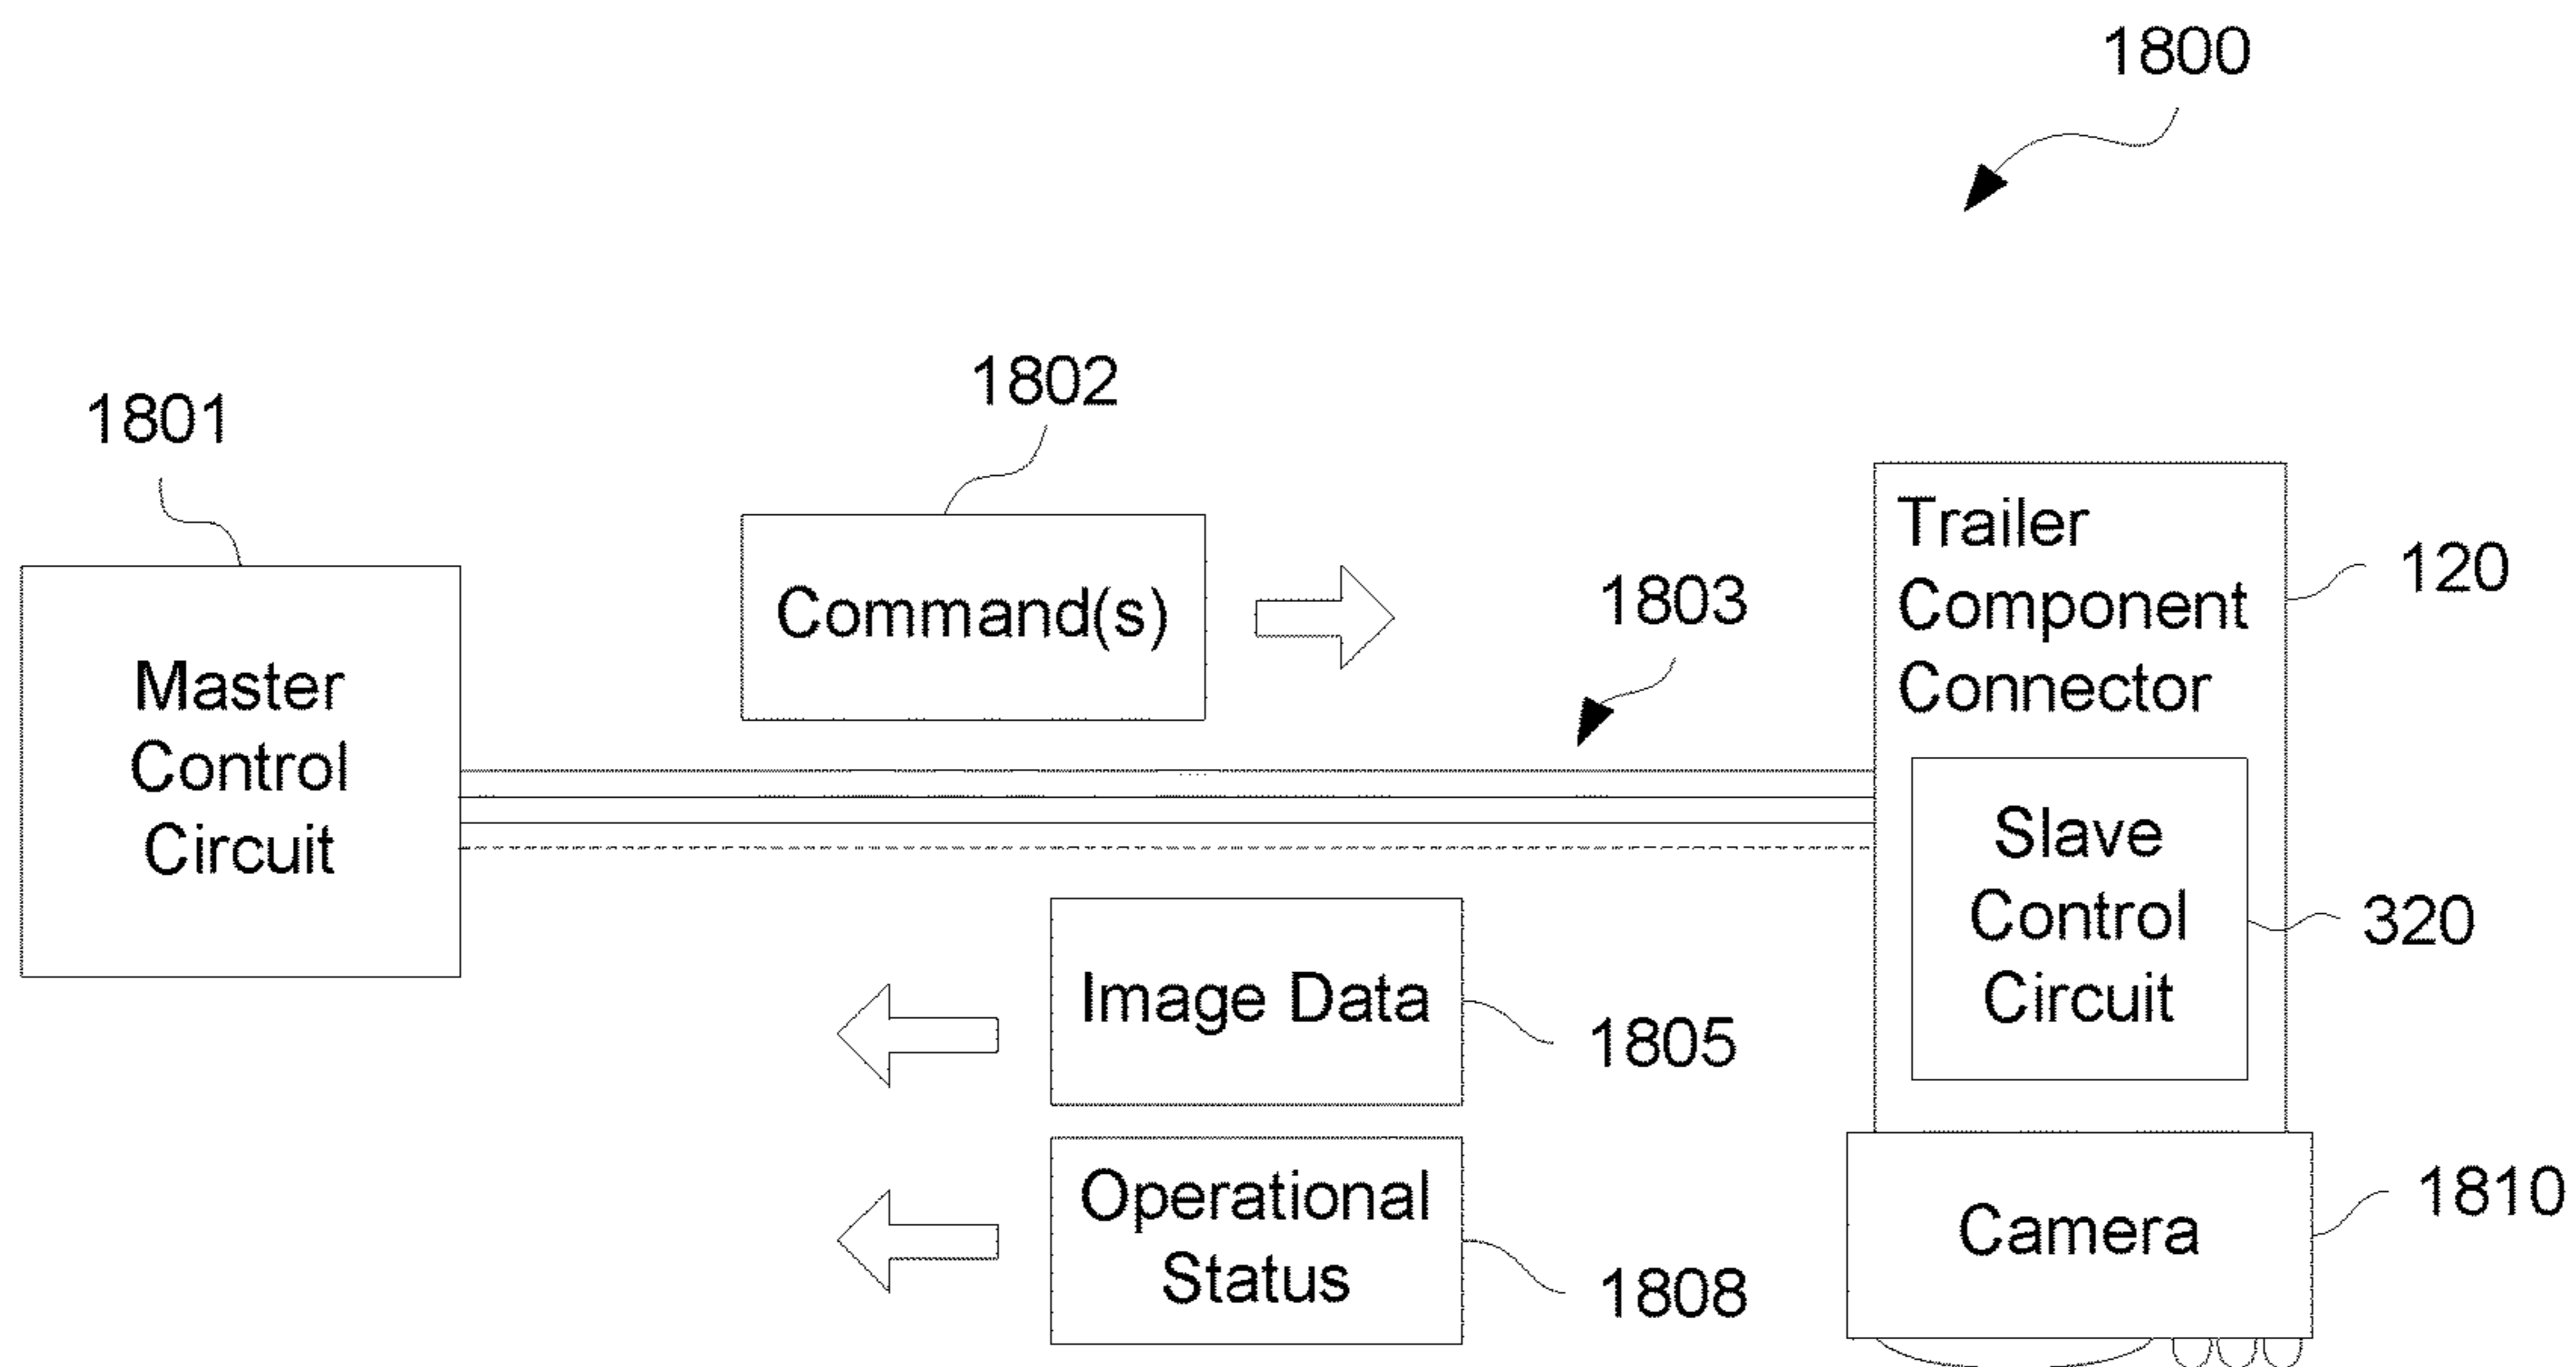 1800
1802
1801
Command(s)
1803
Trailer
Component
Connector
120
Master
Control
Circuit
Slave
Control
Circuit
320
Image Data
1805
Operational
Status
1808
Camera
1810